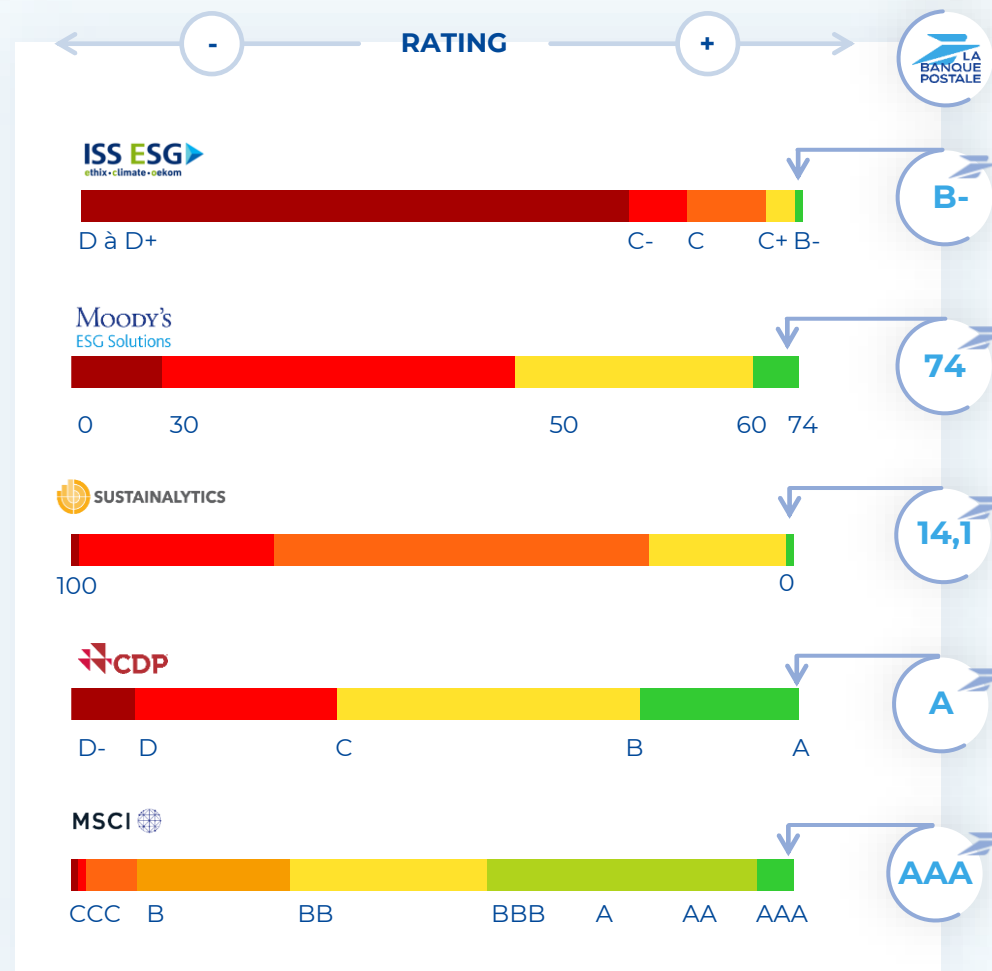 - RATING +
LA
BANQUE
POSTALE
ISS ESG
ethix·climate·oekom
B-
D à D+ C- C C+ B-
MOODY'S
ESG Solutions
74
0 30 50 60 74
SUSTAINALYTICS
14,1
100 0
CDP
A
D- D C B A
MSCI
AAA
CCC B BB BBB A AA AAA